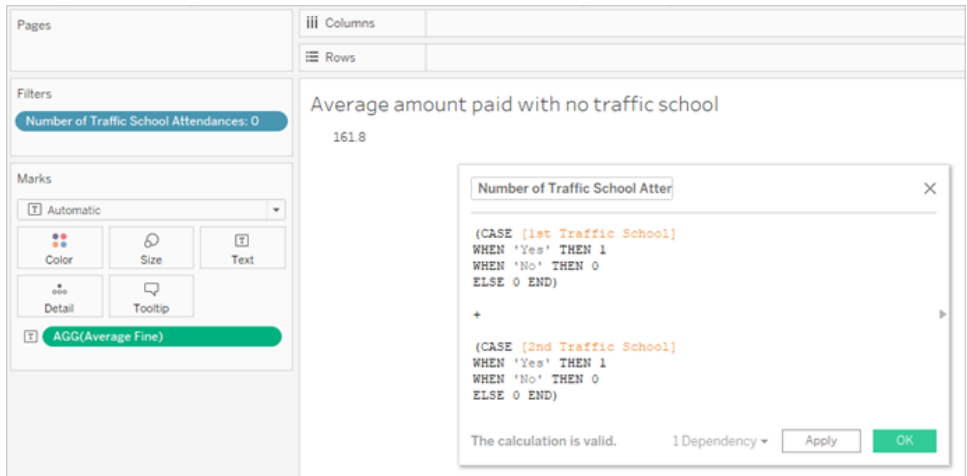 Pages
Columns
Rows
Filters
Number of Traffic School Attendances: 0
Average amount paid with no traffic school
161.8
Marks
Automatic
Color
Size
Text
Detail
Tooltip
AGG(Average Fine)
Number of Traffic School Atter
(CASE [1st Traffic School]
WHEN 'Yes' THEN 1
WHEN 'No' THEN 0
ELSE 0 END)
+
(CASE [2nd Traffic School]
WHEN 'Yes' THEN 1
WHEN 'No' THEN 0
ELSE 0 END)
The calculation is valid.
1 Dependency
Apply
OK